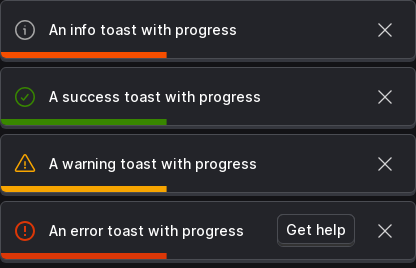 An info toast with progress
A success toast with progress
A warning toast with progress
An error toast with progress Get help